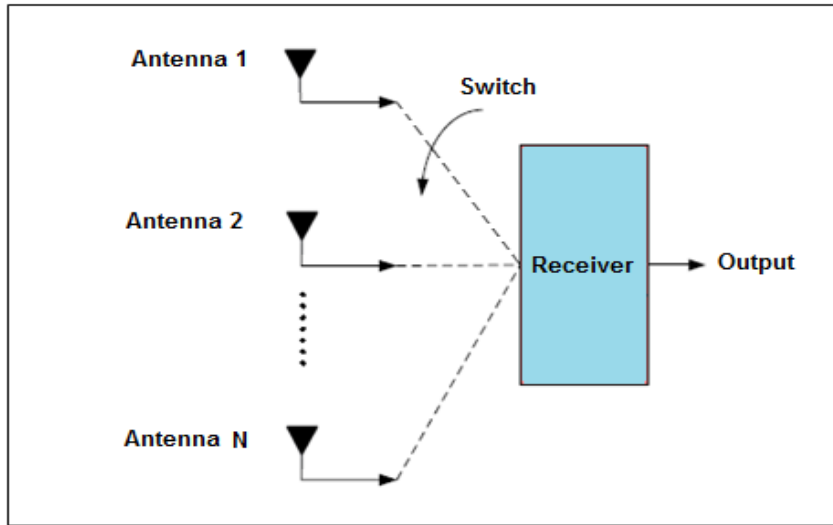 Antenna 1
Switch
Antenna 2
Receiver
Output
Antenna N